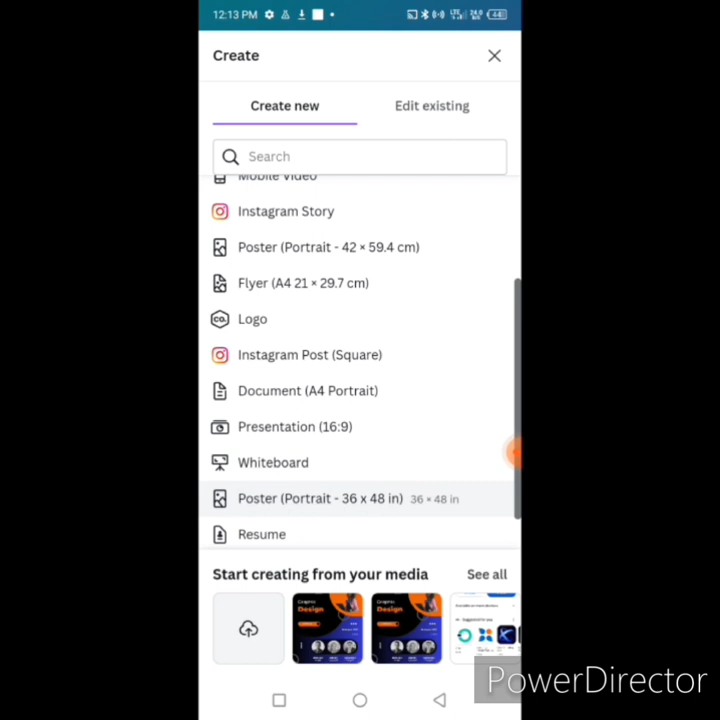 12:13 PM
Create
Create new
Edit existing
Search
Mobile Video
Instagram Story
Poster (Portrait - 42 × 59.4 cm)
Flyer (A4 21 × 29.7 cm)
co.
Logo
Instagram Post (Square)
Document (A4 Portrait)
Presentation (16:9)
Whiteboard
Poster (Portrait - 36 x 48 in) 36 × 48 in
Resume
Start creating from your media
See all
Graphic
Design
Graphic
Design
PowerDirector